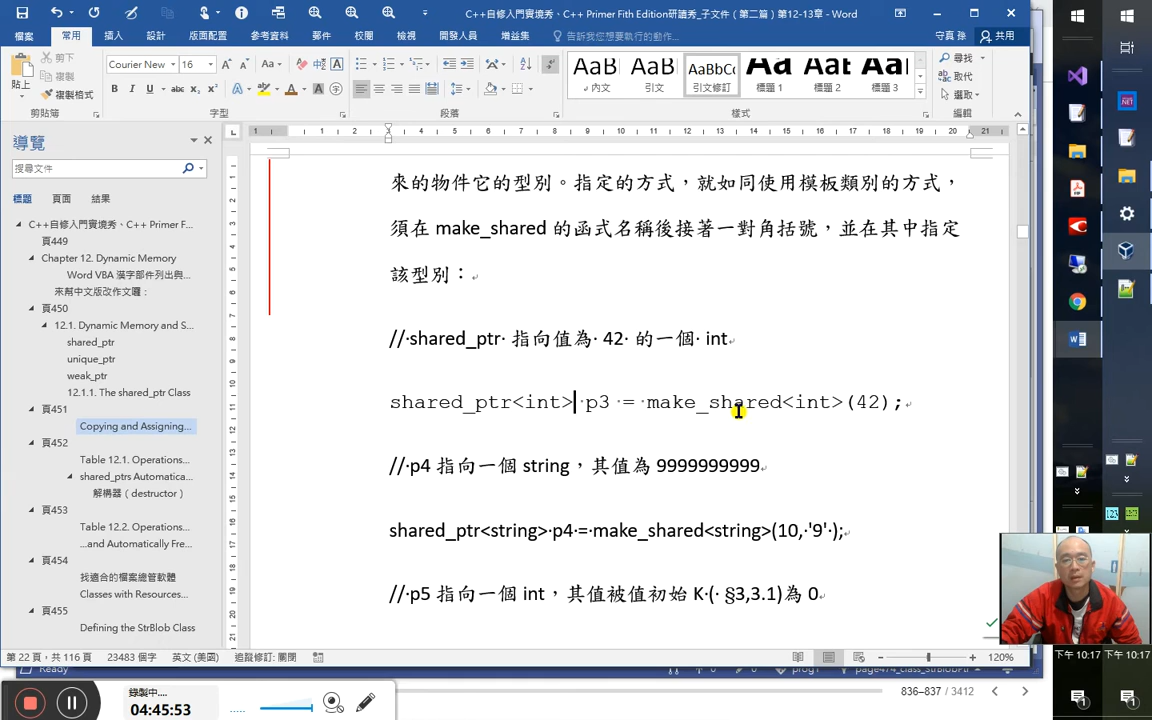 C++自修入門實境秀、C++ Primer Fith Edition研讀秀_子文件（第二篇）第12-13章 - Word
檔案 常用 插入 設計 版面配置 參考資料 郵件 校閱 檢視 開發人員 增益集 告訴我您想要執行的動作... 守真 孫 共用
貼上 剪下 複製 複製格式 剪貼簿
Courier New 16 字型
段落
AaB AaB AaBbC Aa AaB AaB
內文 引文 引文修訂 標題 1 標題 2 標題 3
樣式
尋找 取代 選取 編輯
導覽
搜尋文件
標題 頁面 結果
C++自修入門實境秀、C++ Primer F...
頁449
Chapter 12. Dynamic Memory
Word VBA 漢字部件列出與...
來幫中文版改作文囉：
頁450
12.1. Dynamic Memory and S...
shared_ptr
unique_ptr
weak_ptr
12.1.1. The shared_ptr Class
頁451
Copying and Assigning...
頁452
Table 12.1. Operations...
shared_ptrs Automatica...
解構器（destructor）
頁453
Table 12.2. Operations...
...and Automatically Fre...
頁454
找適合的檔案總管軟體
Classes with Resources...
頁455
Defining the StrBlob Class
來的物件它的型別。指定的方式，就如同使用模板類別的方式，
須在 make_shared 的函式名稱後接著一對角括號，並在其中指定
該型別：
//·shared_ptr· 指向值為· 42· 的一個· int
shared_ptr<int>·p3·=·make_shared<int>(42);
//·p4 指向一個 string，其值為 9999999999
shared_ptr<string>·p4·=·make_shared<string>(10,·'9'·);
//·p5 指向一個 int，其值被值初始 K·(· §3,3.1)為 0
第 22 頁，共 116 頁 23483 個字 英文 (美國) 追蹤修訂: 關閉 120%
Ready prog1 page474_class_StrBlobPtr
錄製中...
04:45:53
836–837 / 3412
下午 10:17 下午 10:17